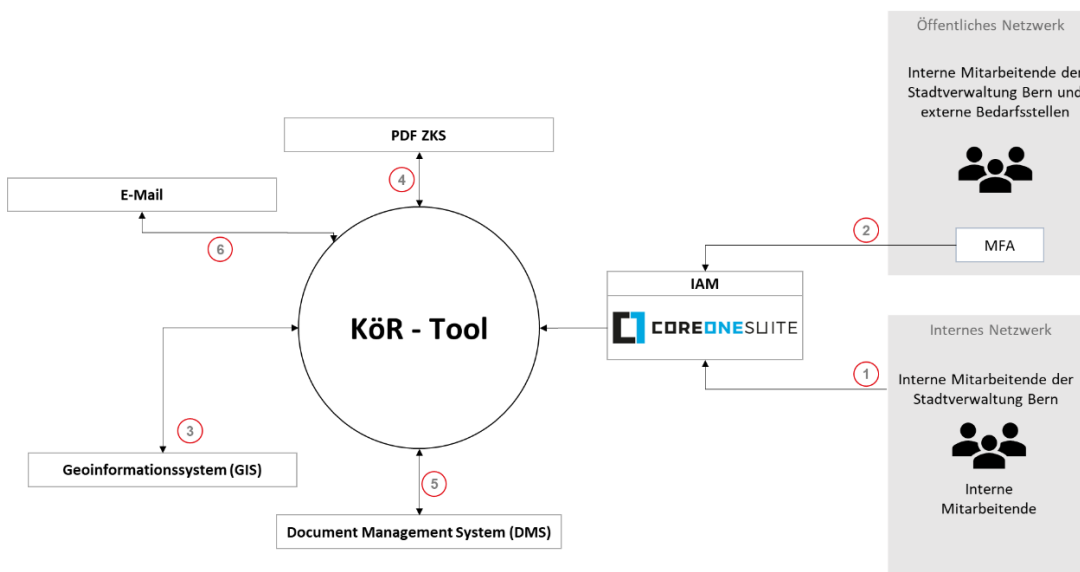 Öffentliches Netzwerk
Interne Mitarbeitende der
Stadtverwaltung Bern und
externe Bedarfsstellen
PDF ZKS
4
E-Mail
6
2
MFA
IAM
COREONESUITE
KöR - Tool
Internes Netzwerk
1
Interne Mitarbeitende der
Stadtverwaltung Bern
3
Geoinformationssystem (GIS)
5
Interne
Mitarbeitende
Document Management System (DMS)